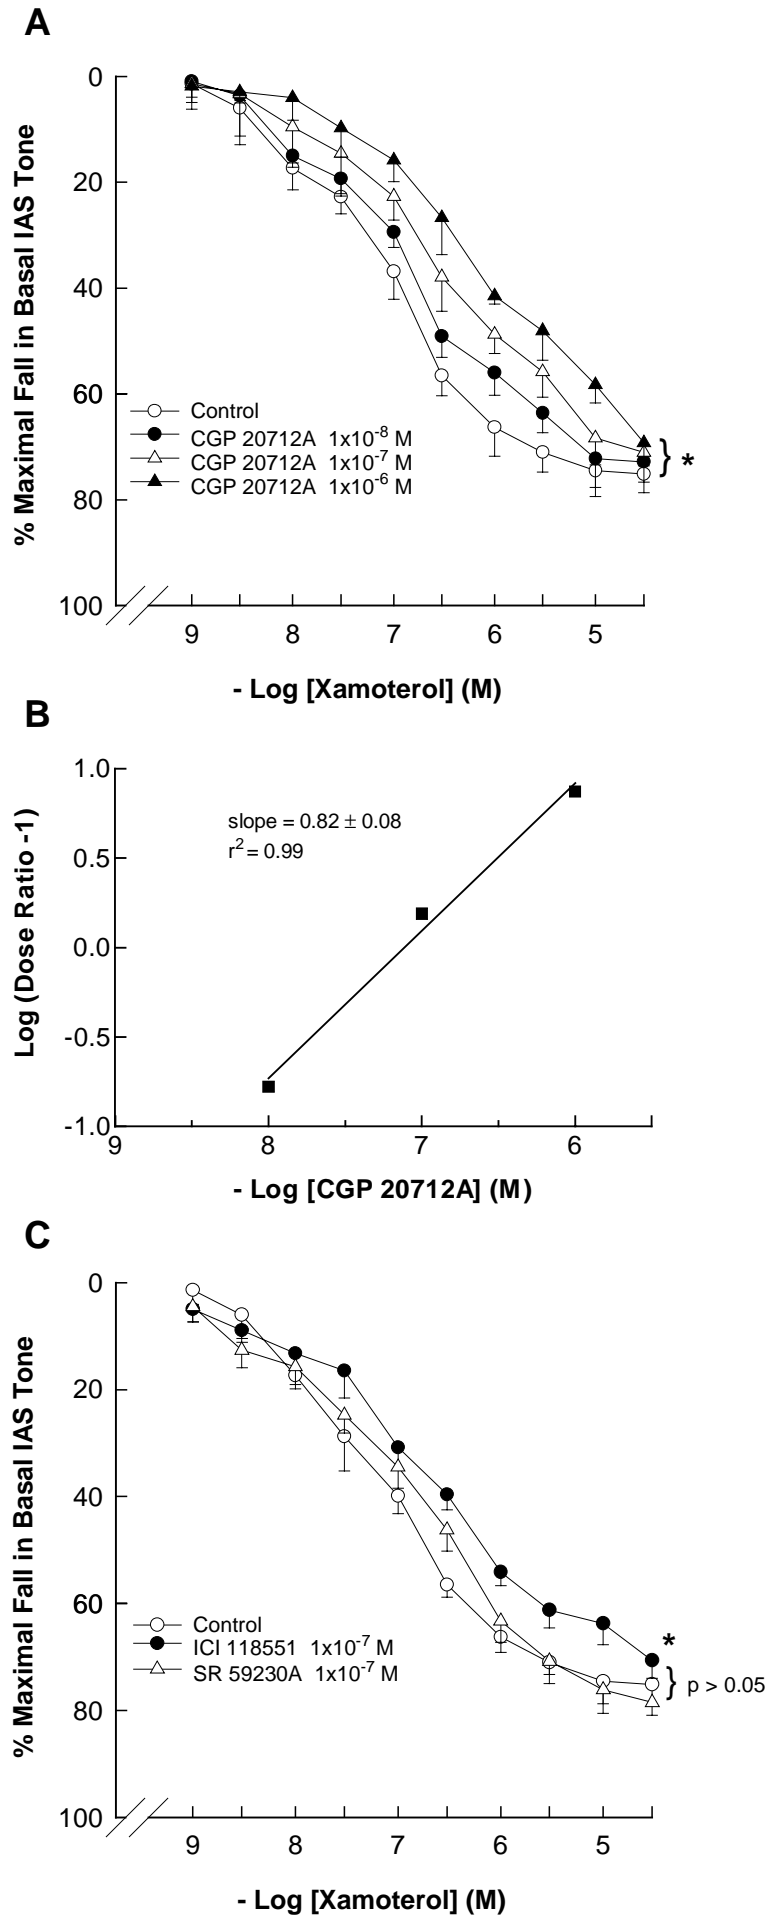 A
% Maximal Fall in Basal IAS Tone
0
20
40
60
80
100
Control
CGP 20712A 1x10-8 M
CGP 20712A 1x10-7 M
CGP 20712A 1x10-6 M
} *
9 8 7 6 5
- Log [Xamoterol] (M)
B
Log (Dose Ratio -1)
1.0
0.5
0.0
-0.5
-1.0
slope = 0.82 ± 0.08
r2 = 0.99
9 8 7 6
- Log [CGP 20712A] (M)
C
% Maximal Fall in Basal IAS Tone
0
20
40
60
80
100
Control
ICI 118551 1x10-7 M
SR 59230A 1x10-7 M
*
} p > 0.05
9 8 7 6 5
- Log [Xamoterol] (M)